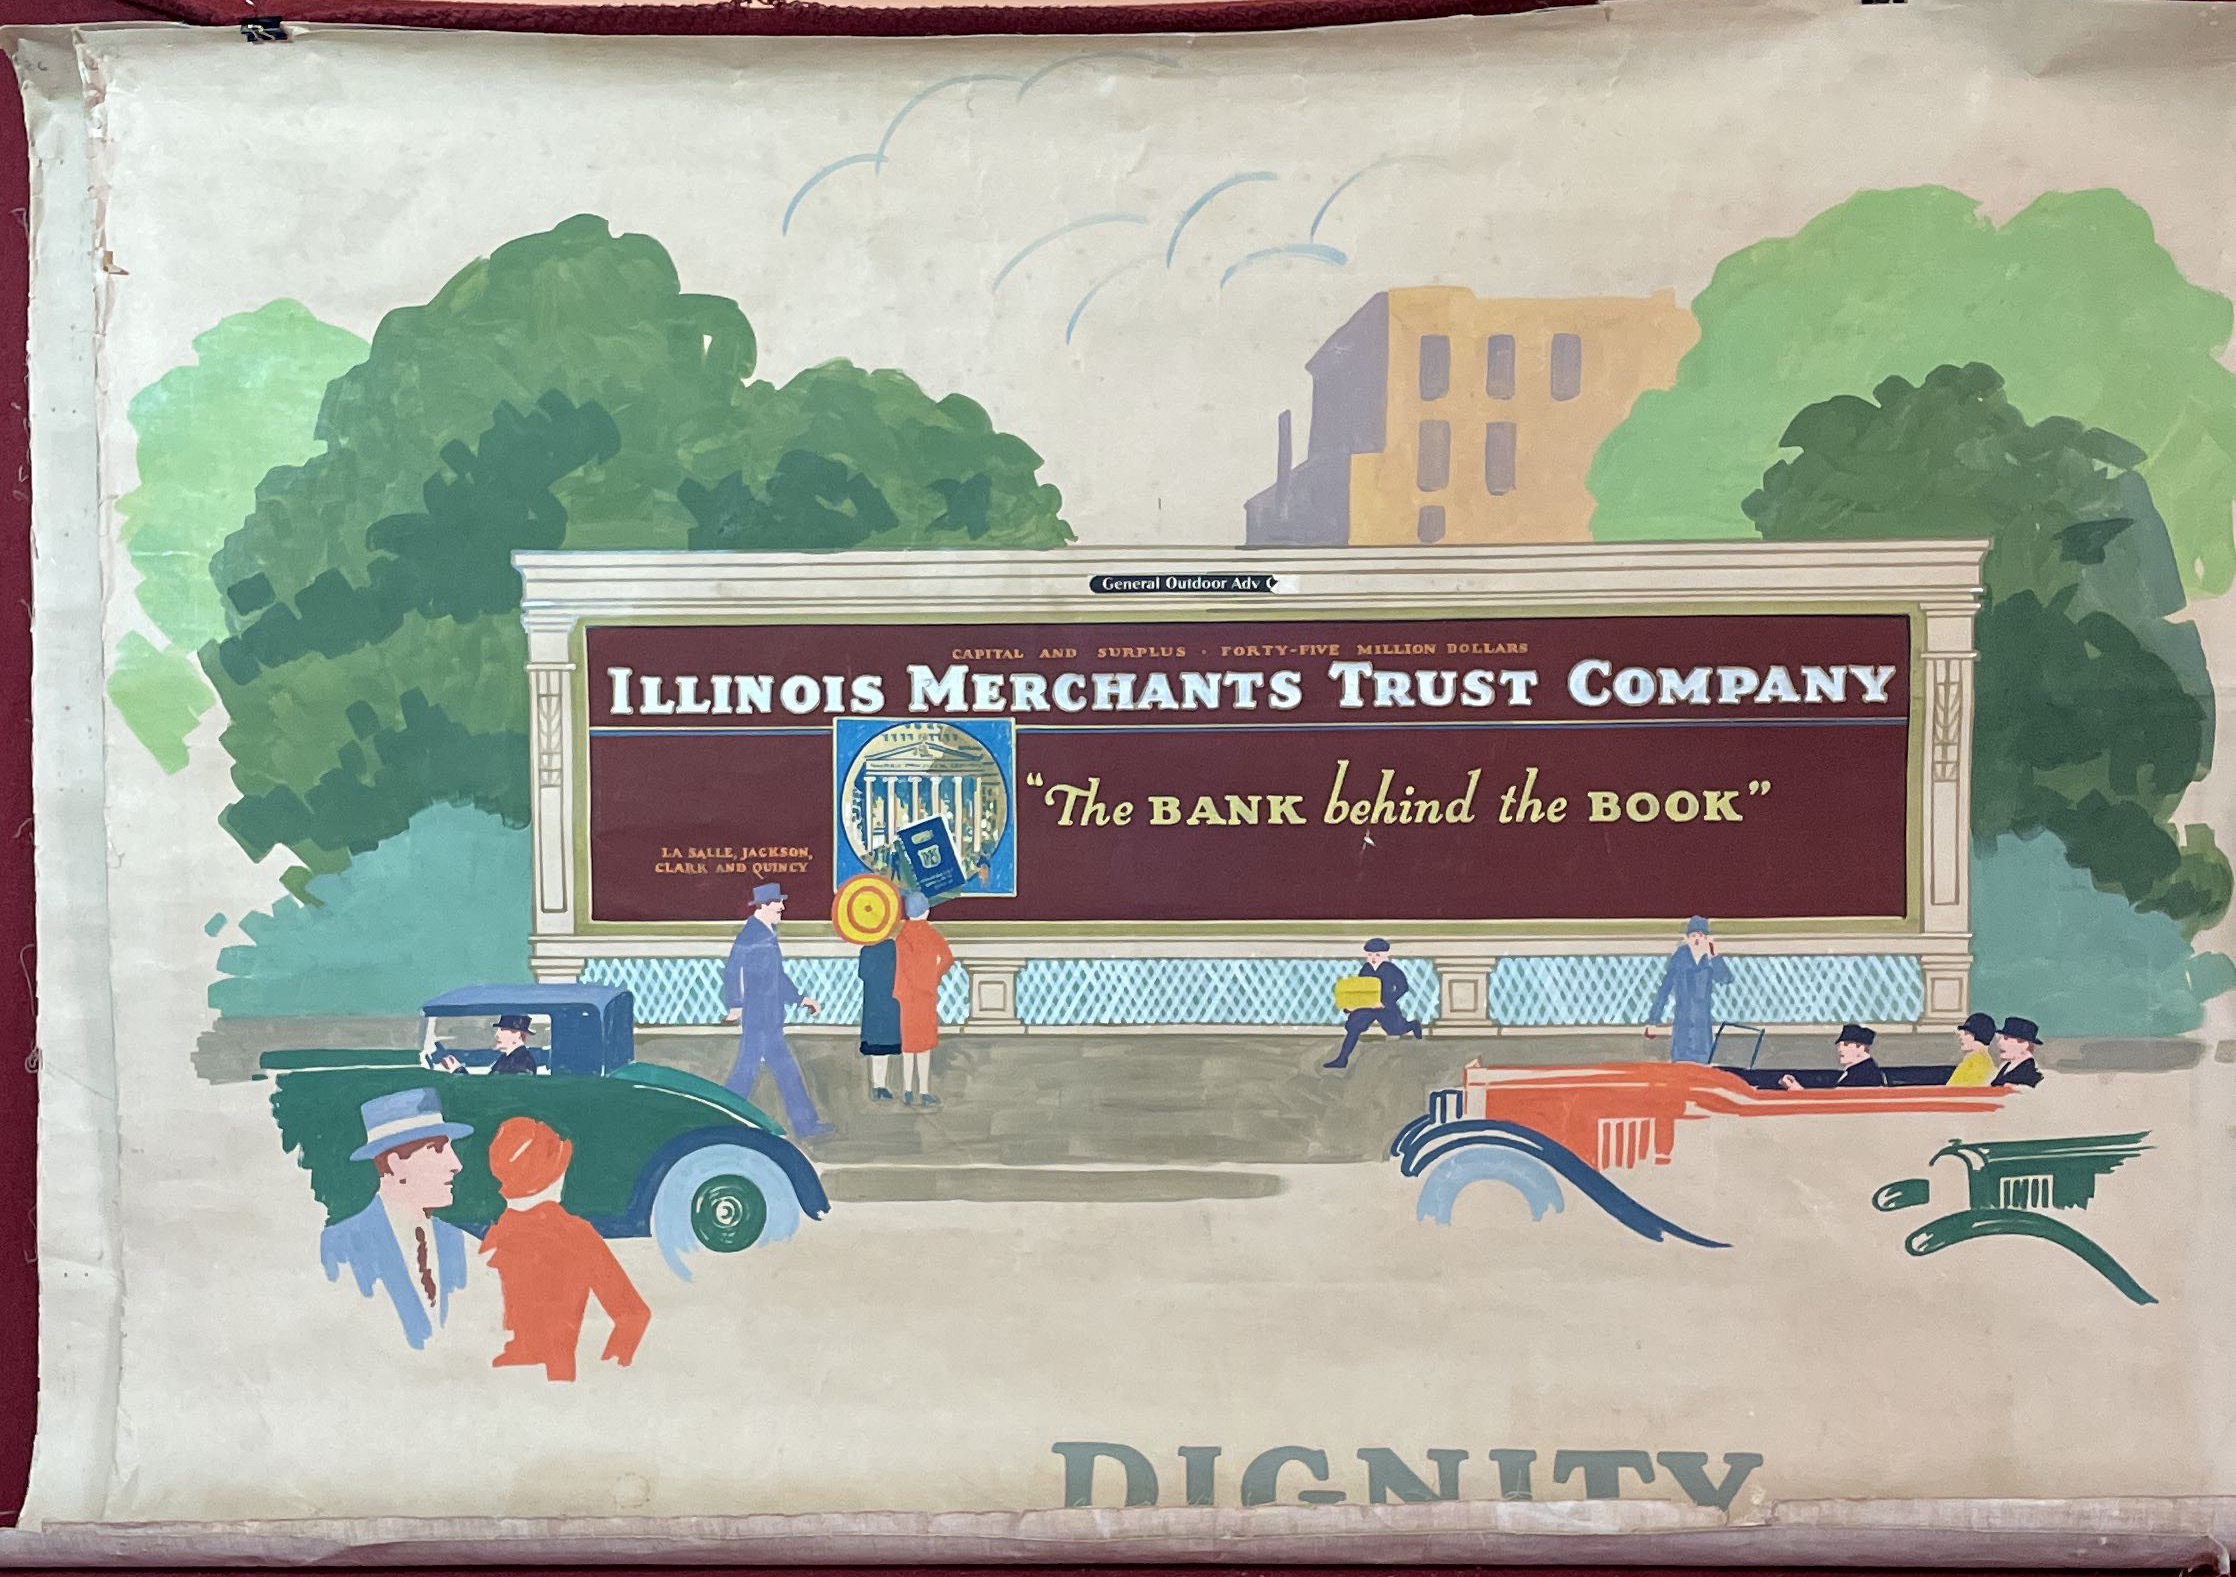 General Outdoor Adv C
CAPITAL AND SURPLUS · FORTY-FIVE MILLION DOLLARS
ILLINOIS MERCHANTS TRUST COMPANY
"The BANK behind the BOOK"
LA SALLE, JACKSON,
CLARK AND QUINCY
DIGNITY